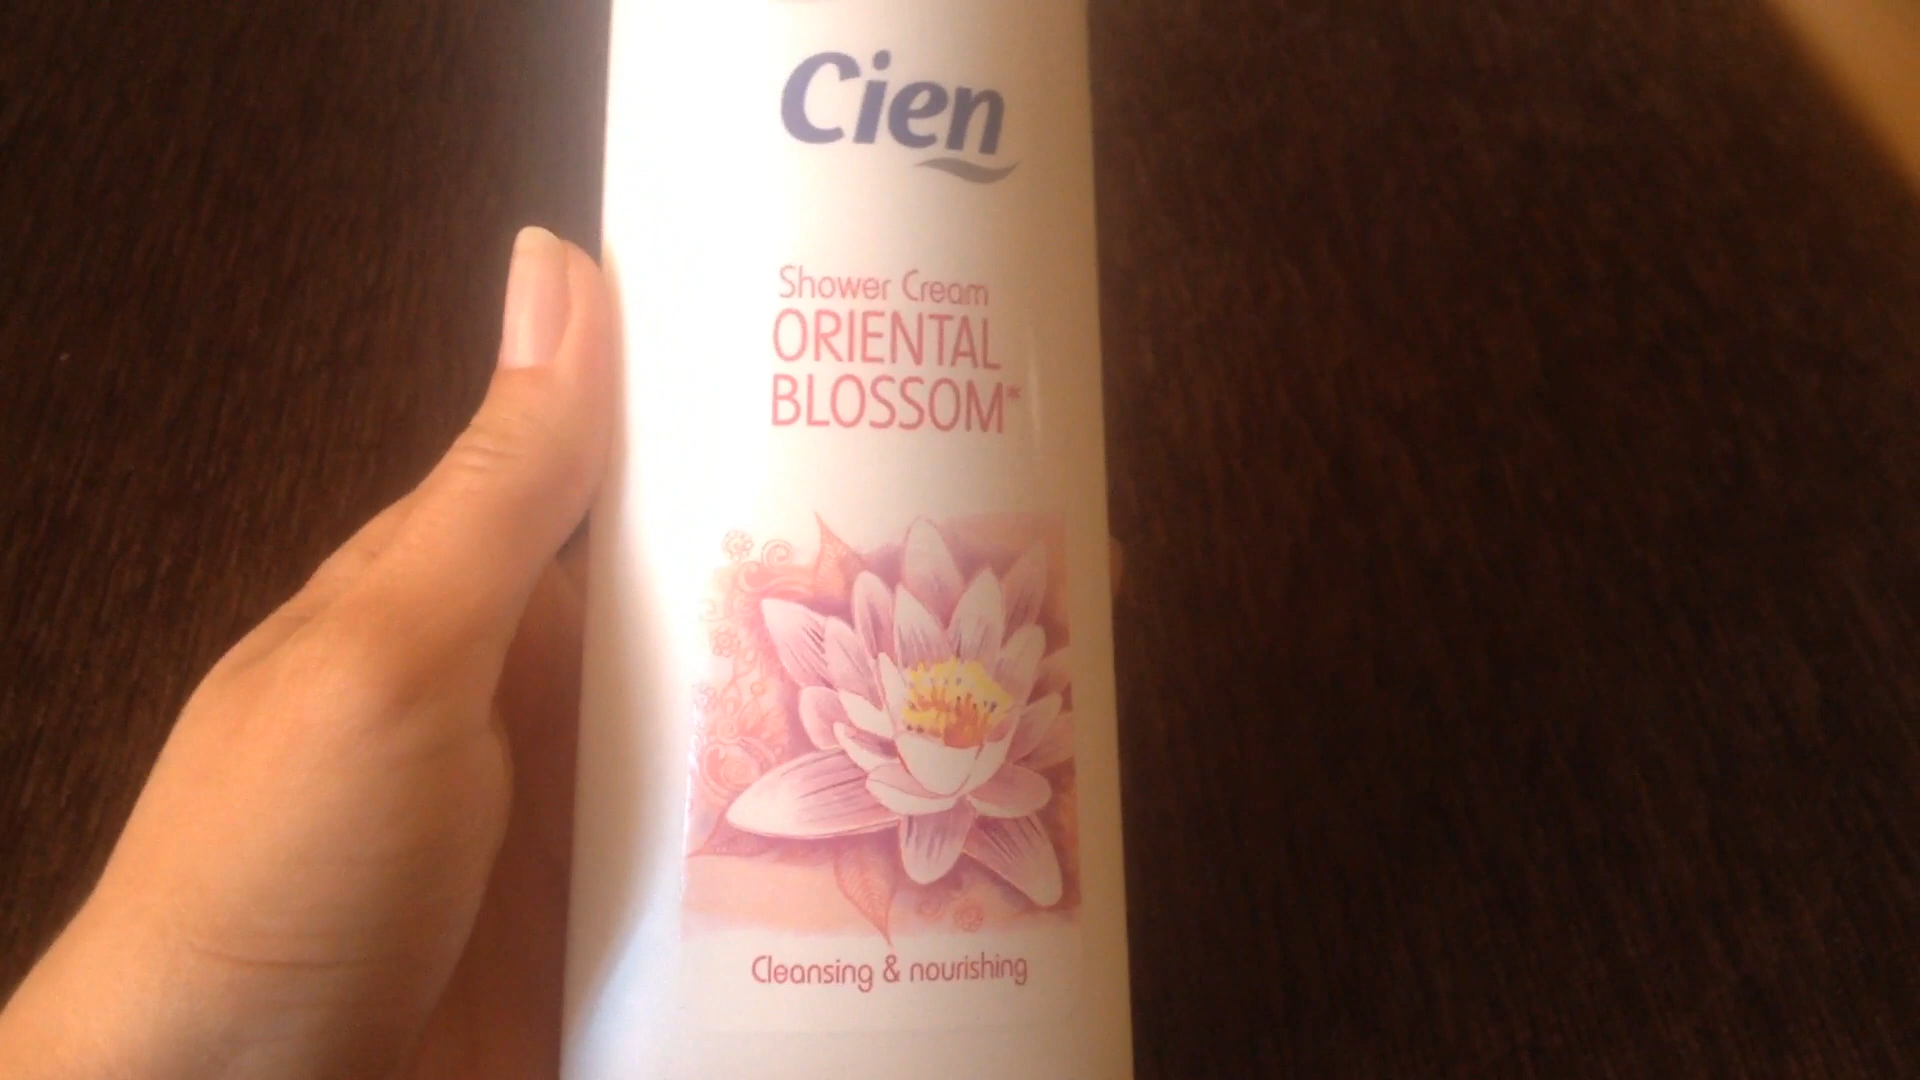 Cien
Shower Cream
ORIENTAL
BLOSSOM*
Cleansing & nourishing